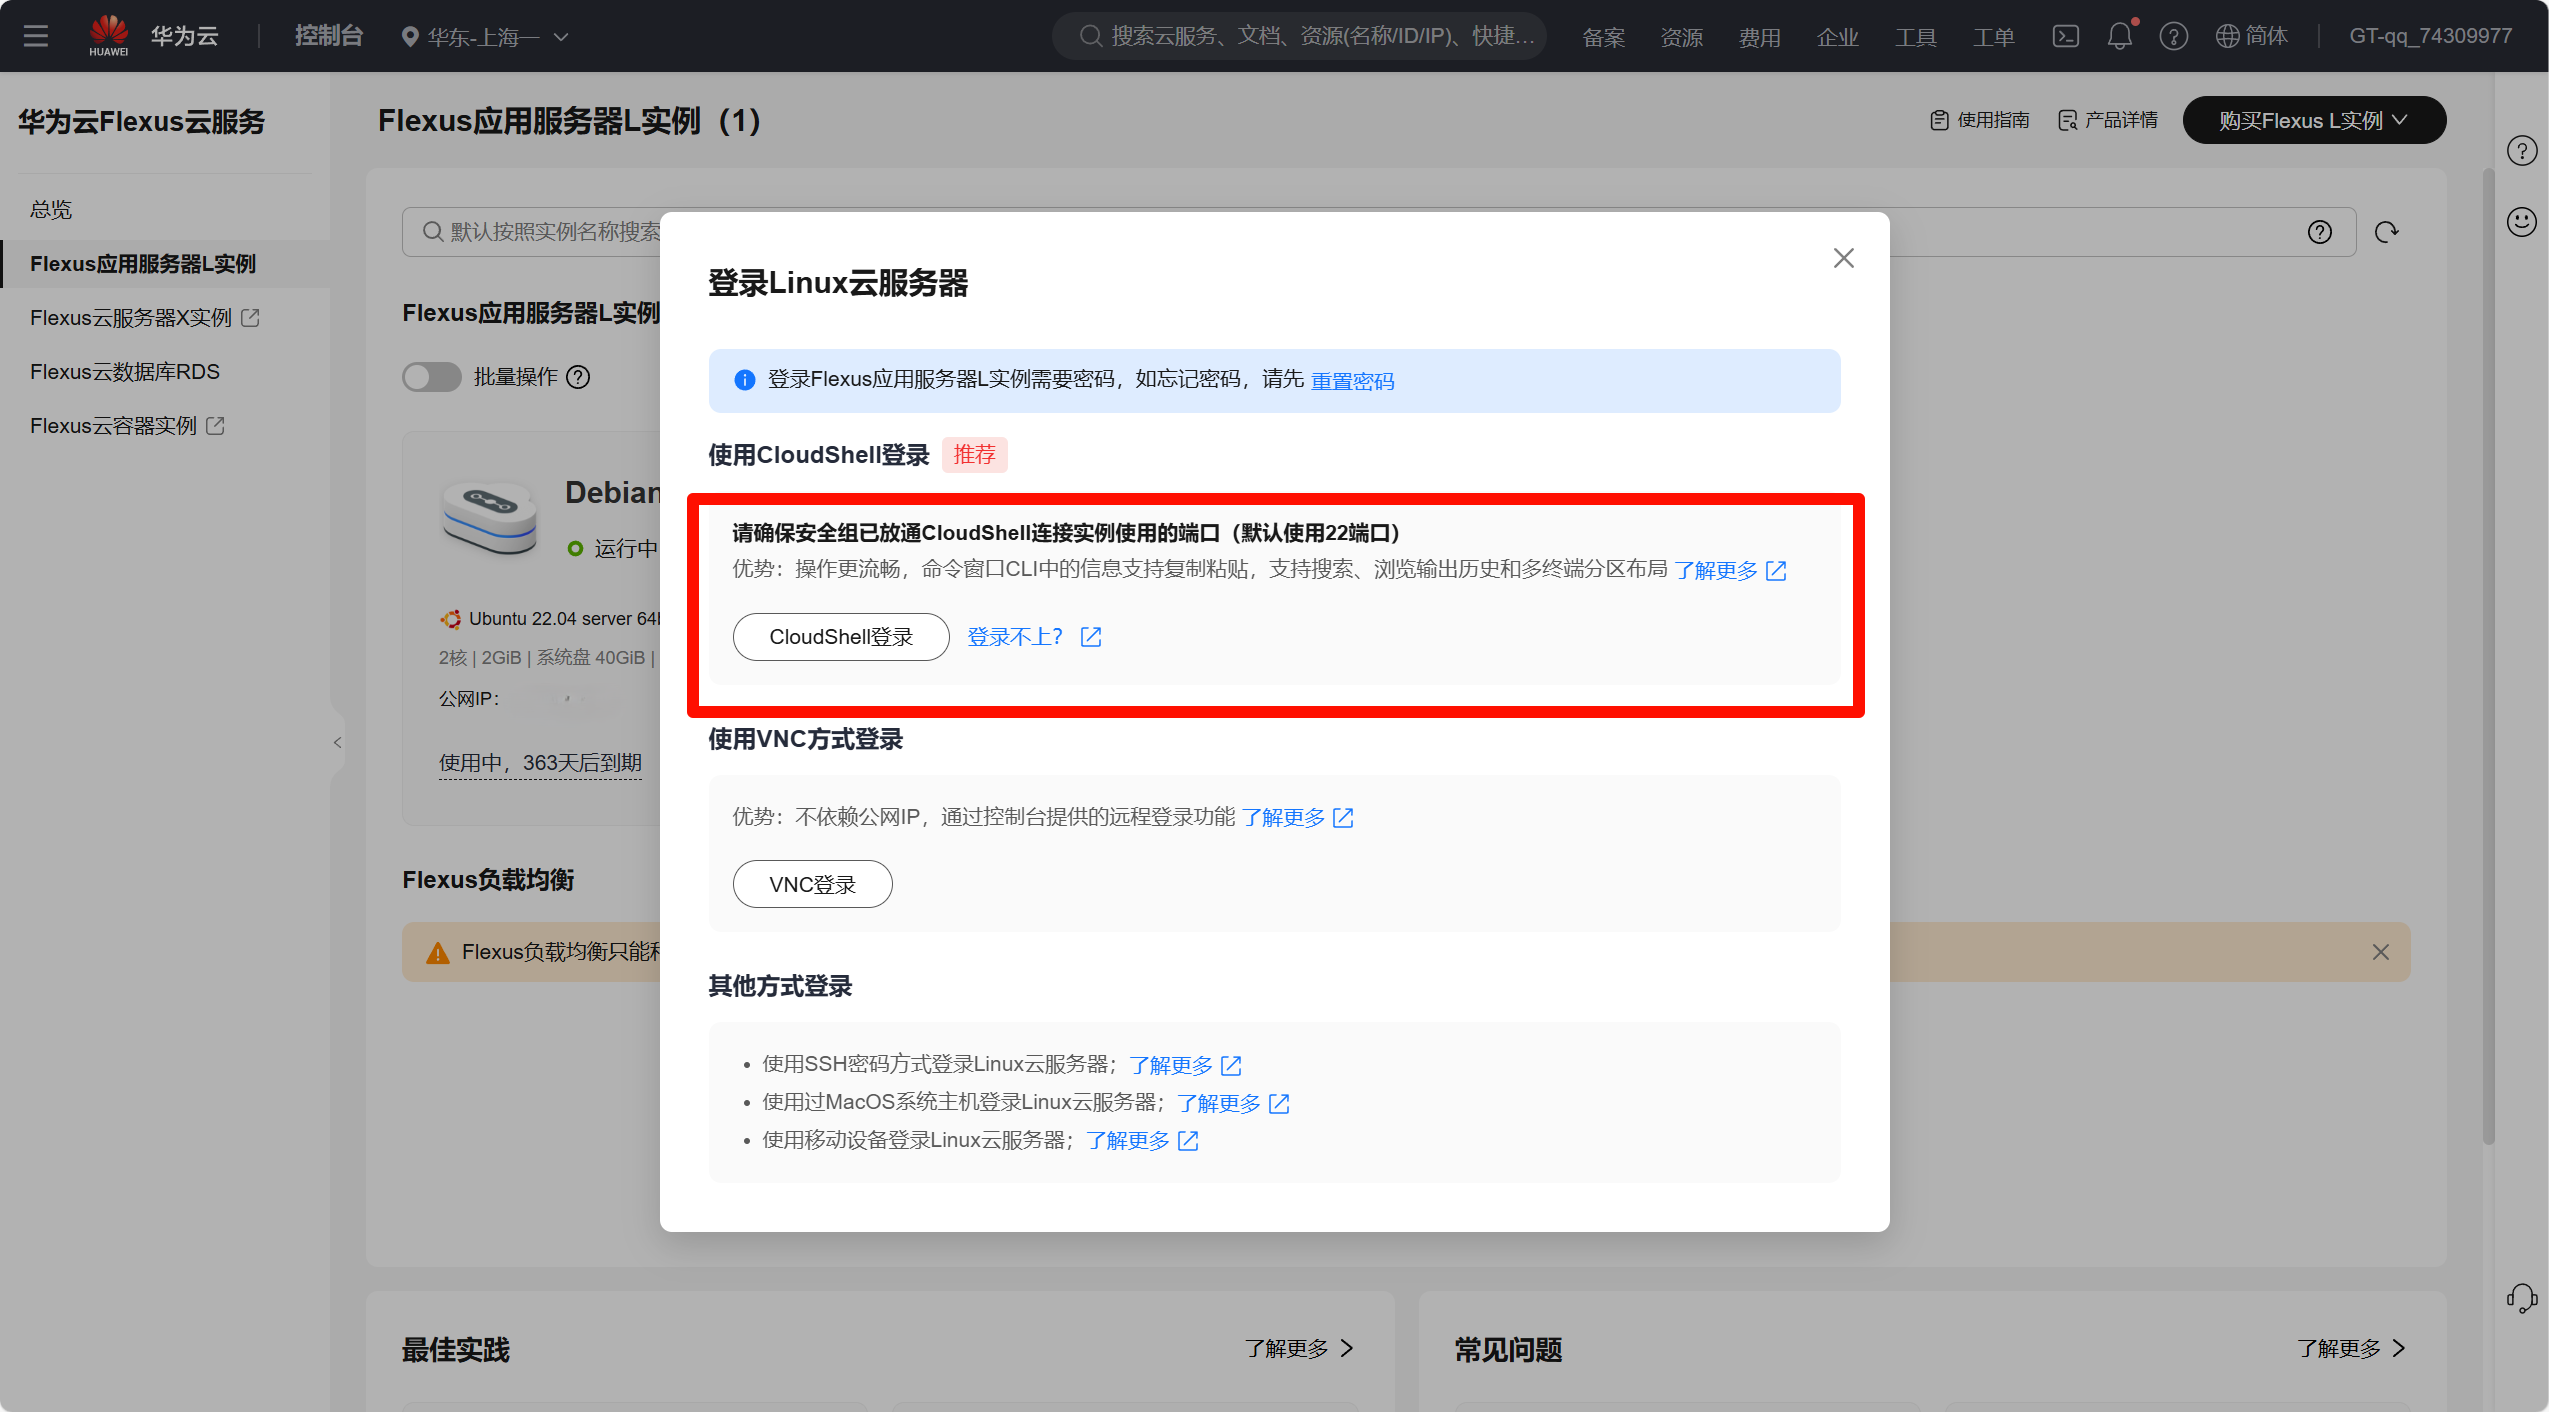 HUAWEI
华为云
控制台
华东-上海一
搜索云服务、文档、资源(名称/ID/IP)、快捷...
备案
资源
费用
企业
工具
工单
简体
GT-qq_74309977
华为云Flexus云服务
总览
Flexus应用服务器L实例
Flexus云服务器X实例
Flexus云数据库RDS
Flexus云容器实例
Flexus应用服务器L实例（1）
使用指南
产品详情
购买Flexus L实例
默认按照实例名称搜索
Flexus应用服务器L实例
批量操作
Debian
运行中
Ubuntu 22.04 server 64
2核 | 2GiB | 系统盘 40GiB |
公网IP：
使用中，363天后到期
Flexus负载均衡
Flexus负载均衡只能
登录Linux云服务器
登录Flexus应用服务器L实例需要密码，如忘记密码，请先 重置密码
使用CloudShell登录 推荐
请确保安全组已放通CloudShell连接实例使用的端口（默认使用22端口）
优势：操作更流畅，命令窗口CLI中的信息支持复制粘贴，支持搜索、浏览输出历史和多终端分区布局 了解更多
CloudShell登录
登录不上？
使用VNC方式登录
优势：不依赖公网IP，通过控制台提供的远程登录功能 了解更多
VNC登录
其他方式登录
• 使用SSH密码方式登录Linux云服务器；了解更多
• 使用过MacOS系统主机登录Linux云服务器；了解更多
• 使用移动设备登录Linux云服务器；了解更多
最佳实践
了解更多
常见问题
了解更多